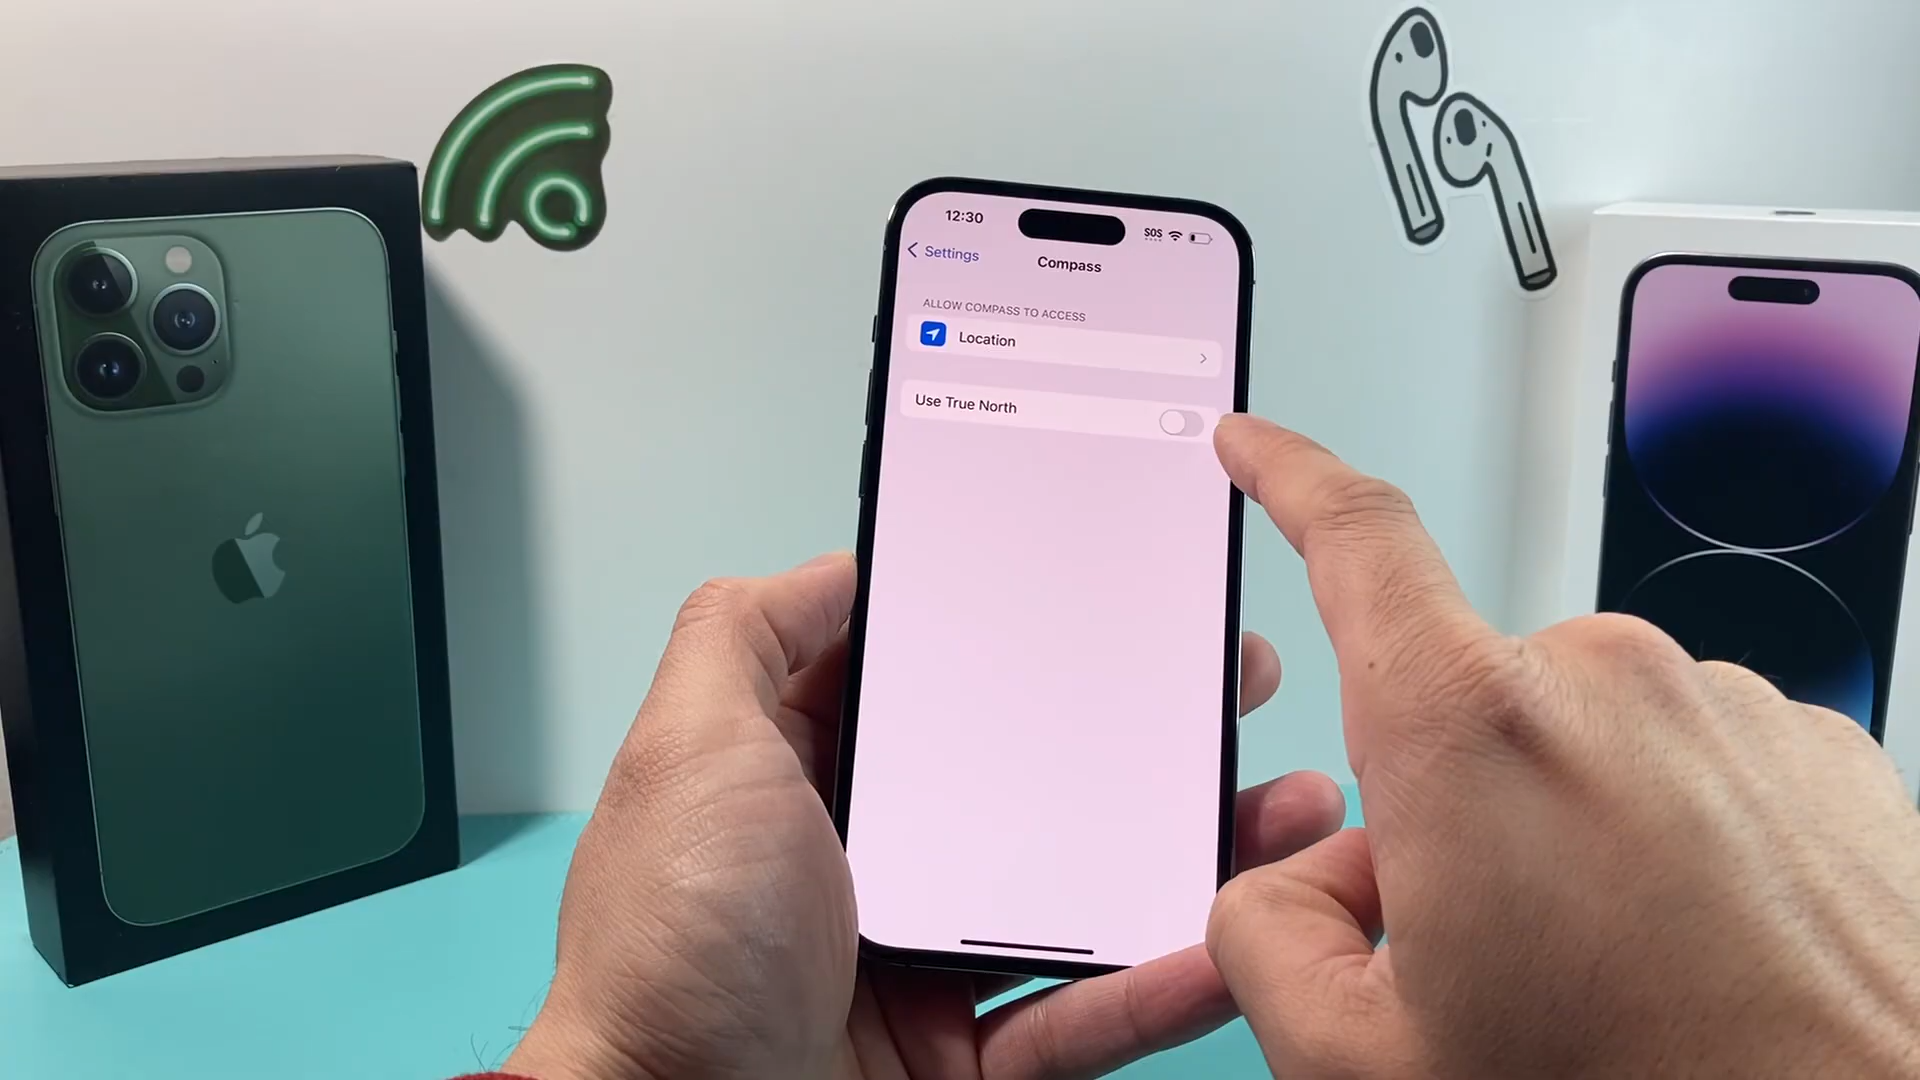 12:30
SOS
Settings
Compass
ALLOW COMPASS TO ACCESS
Location
Use True North